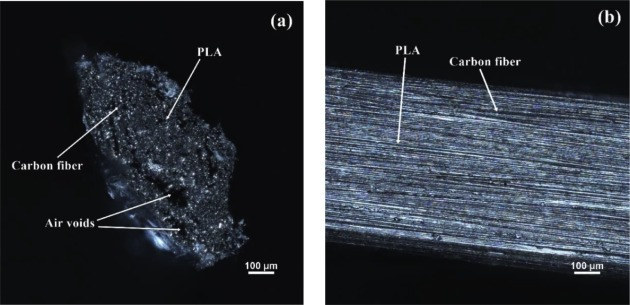 (a)
PLA
Carbon fiber
Air voids
100 µm
(b)
PLA
Carbon fiber
100 µm